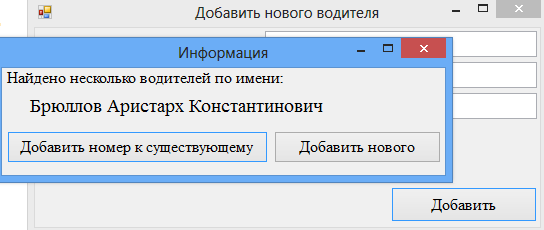 Добавить нового водителя
Информация
Найдено несколько водителей по имени:
Брюллов Аристарх Константинович
Добавить номер к существующему
Добавить нового
Добавить